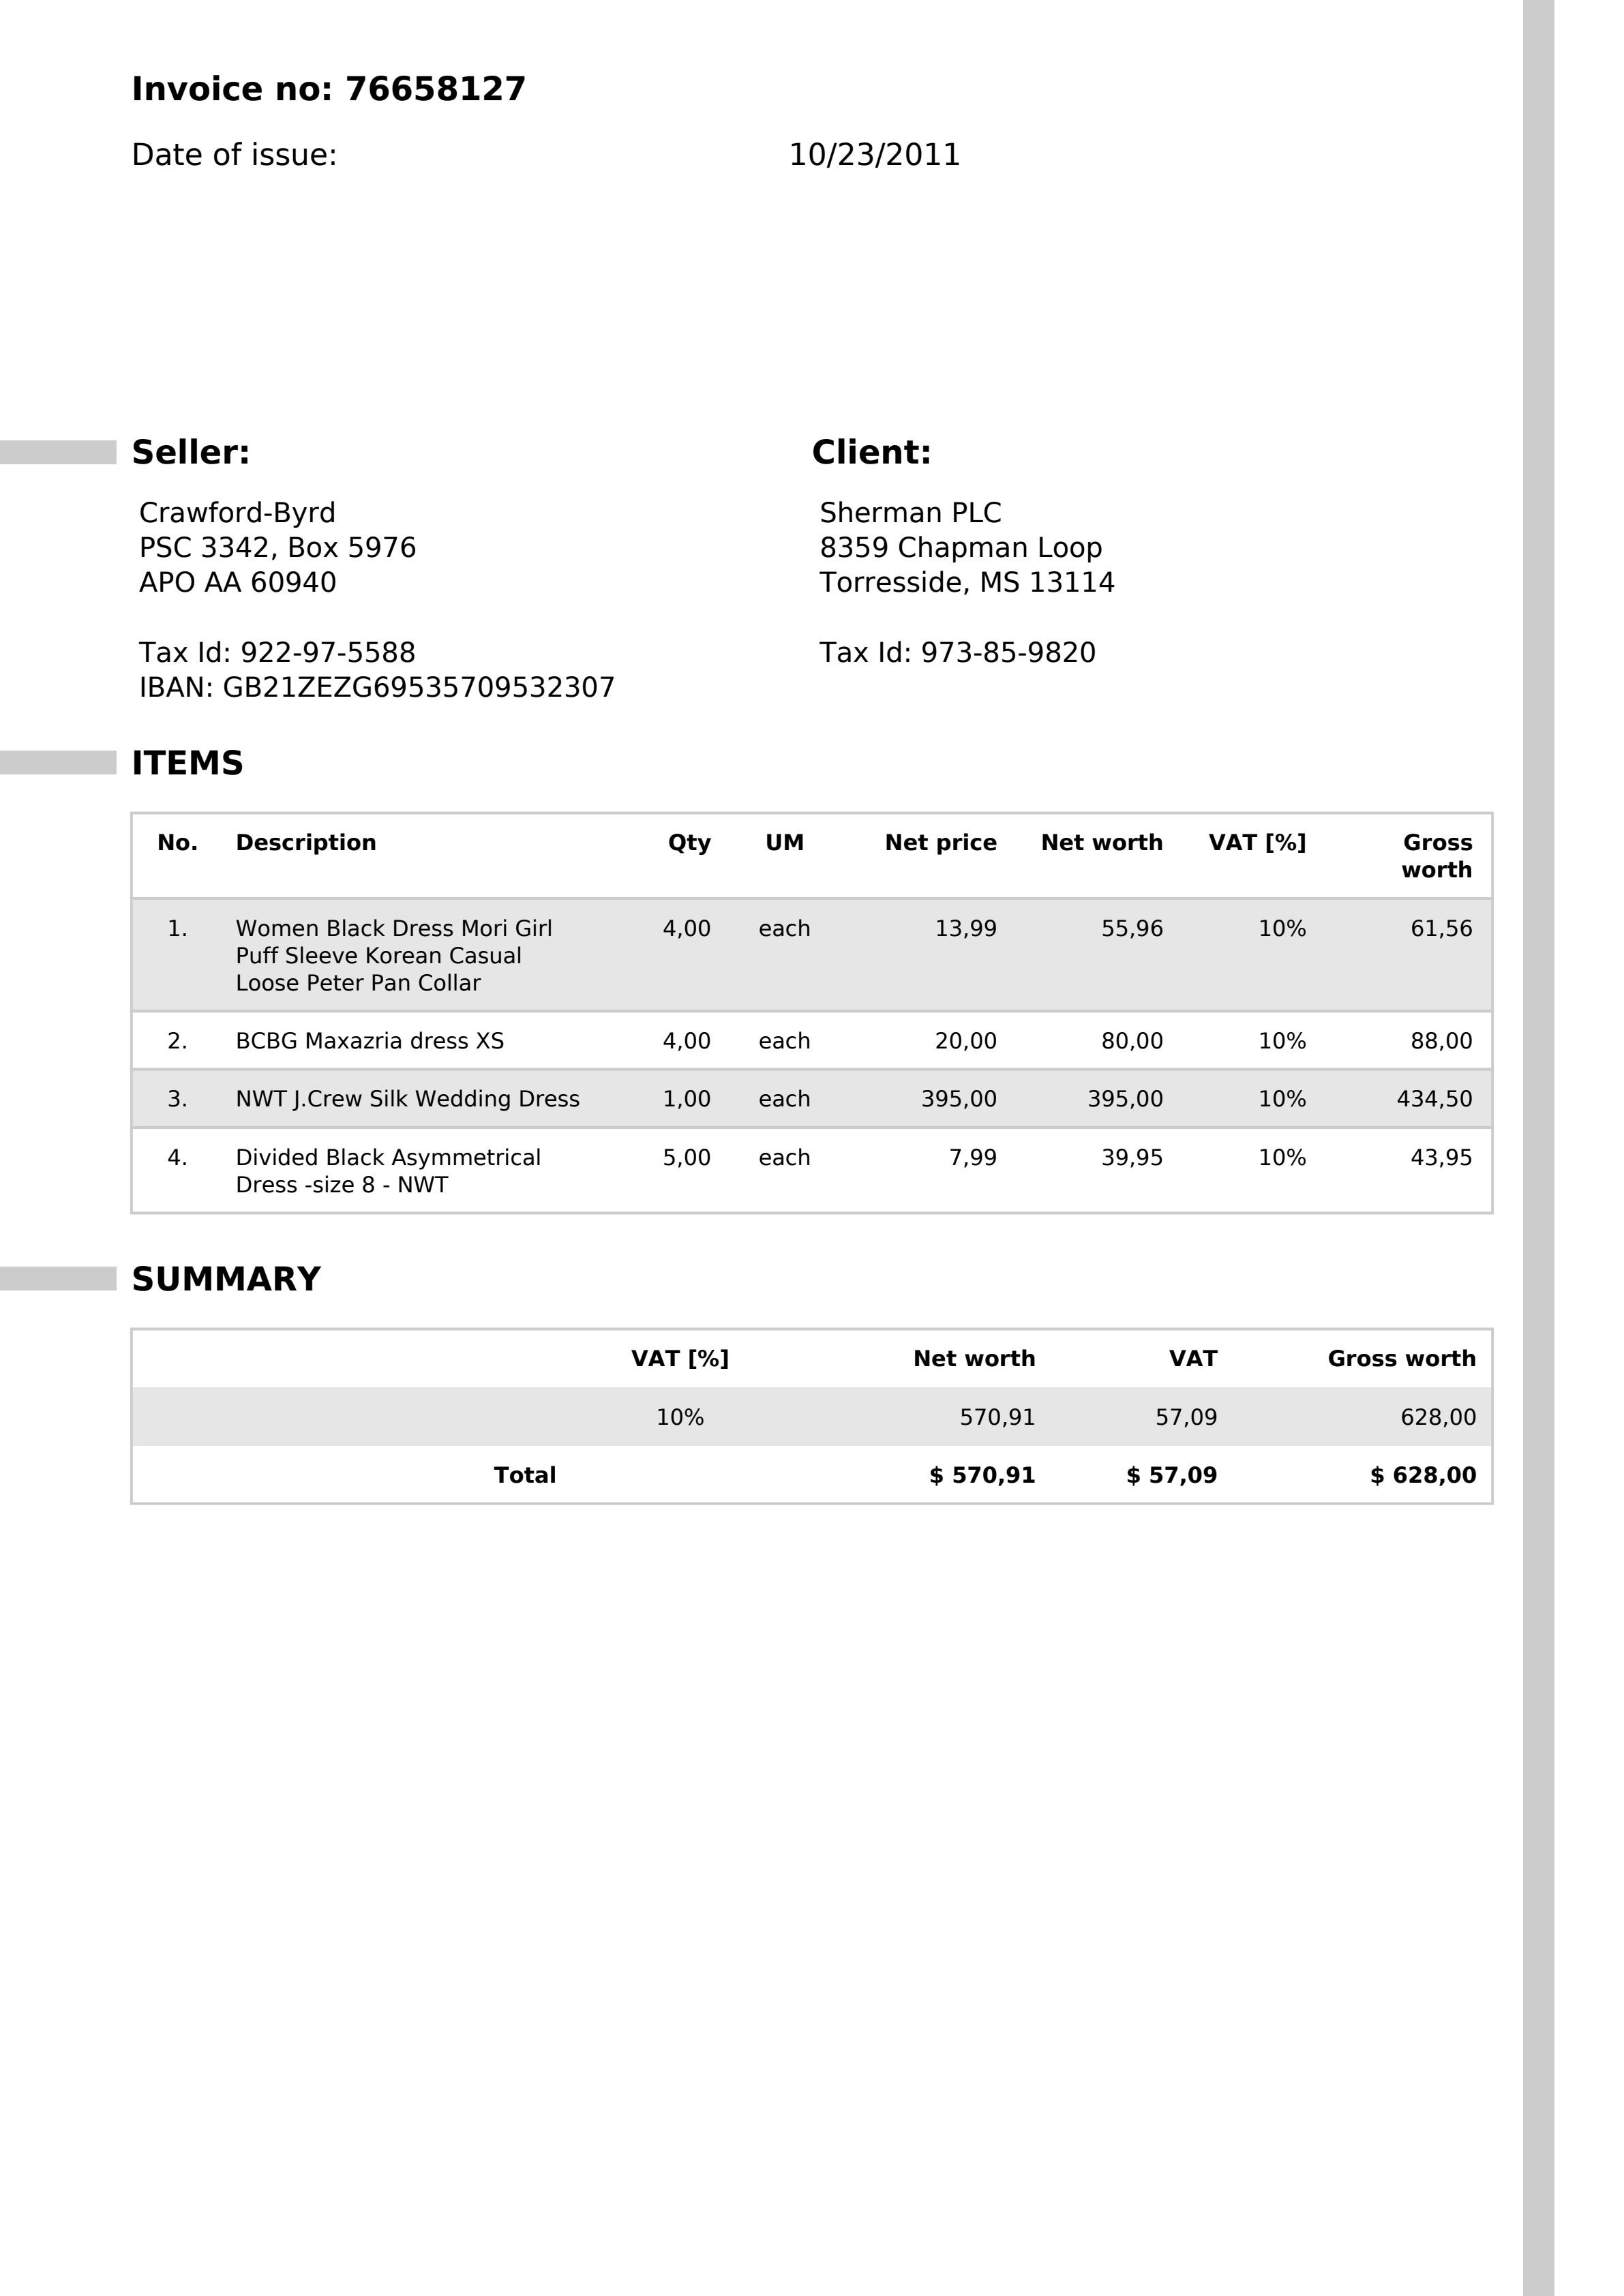 Invoice no: 76658127
Date of issue: 10/23/2011
Seller: Client:
Crawford-Byrd
PSC 3342, Box 5976
APO AA 60940
Tax Id: 922-97-5588
IBAN: GB21ZEZG69535709532307
Sherman PLC
8359 Chapman Loop
Torresside, MS 13114
Tax Id: 973-85-9820
ITEMS
No. Description Qty UM Net price Net worth VAT [%] Gross
worth
1. Women Black Dress Mori Girl 4,00 each 13,99 55,96 10% 61,56
Puff Sleeve Korean Casual
Loose Peter Pan Collar
2. BCBG Maxazria dress XS 4,00 each 20,00 80,00 10% 88,00
3. NWT J.Crew Silk Wedding Dress 1,00 each 395,00 395,00 10% 434,50
4. Divided Black Asymmetrical 5,00 each 7,99 39,95 10% 43,95
Dress -size 8 - NWT
SUMMARY
VAT [%] Net worth VAT Gross worth
10% 570,91 57,09 628,00
Total $ 570,91 $ 57,09 $ 628,00